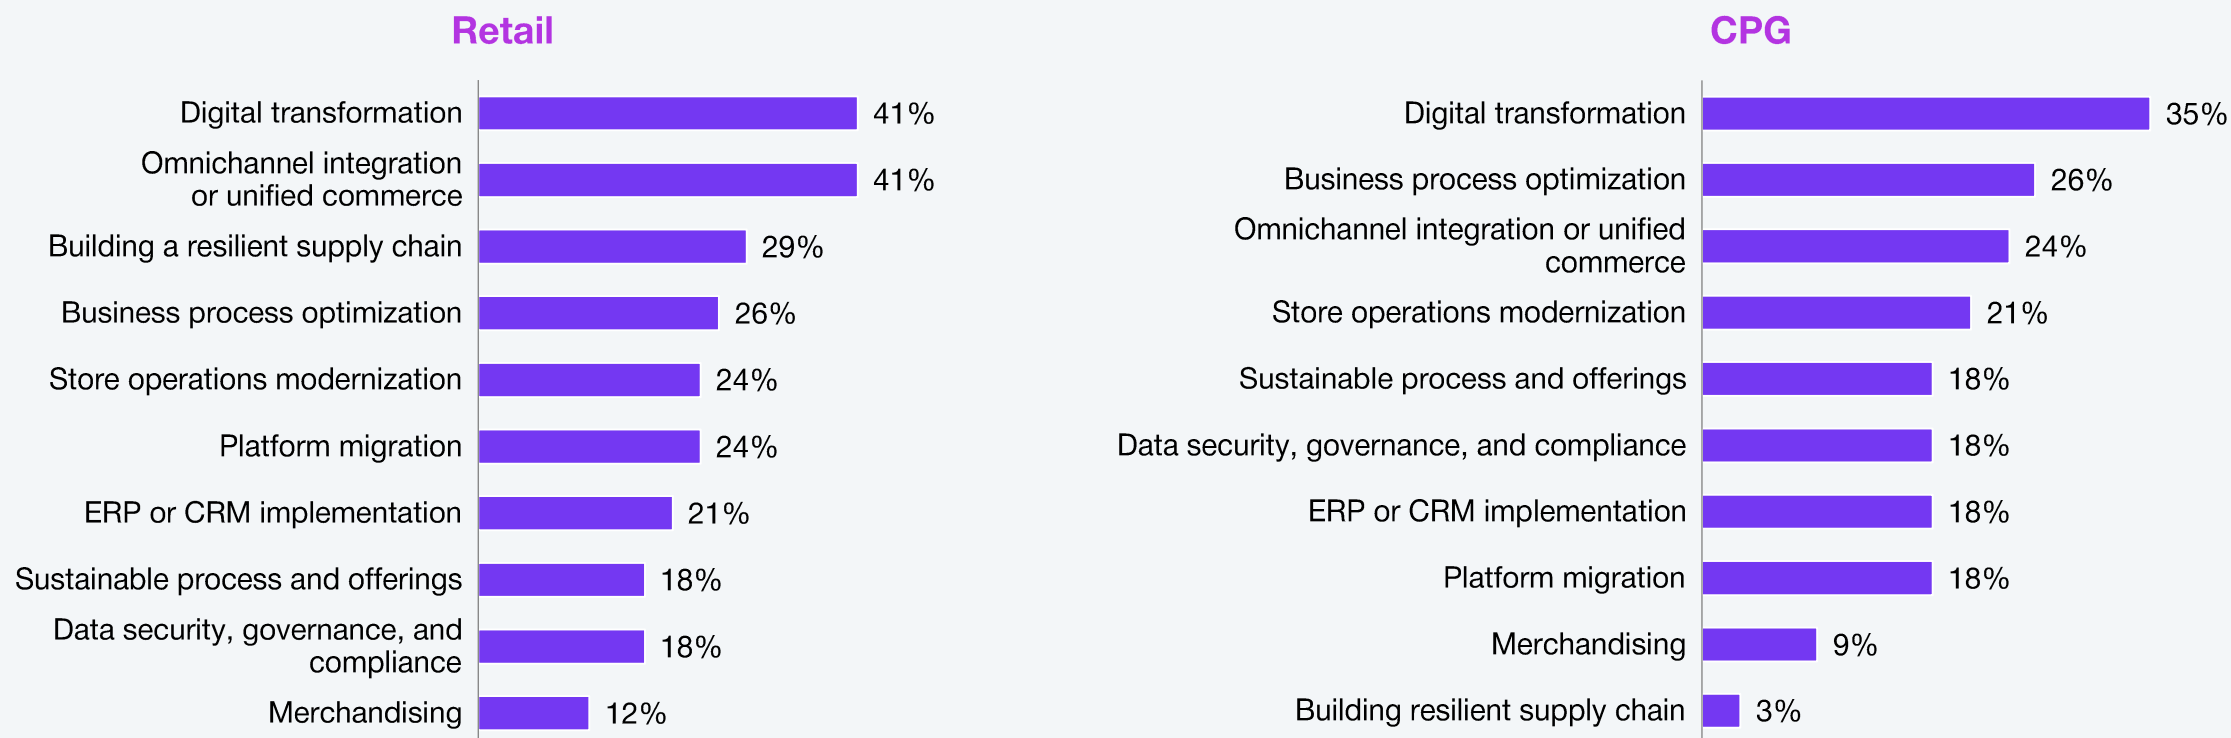 Retail
Digital transformation 41%
Omnichannel integration
or unified commerce 41%
Building a resilient supply chain 29%
Business process optimization 26%
Store operations modernization 24%
Platform migration 24%
ERP or CRM implementation 21%
Sustainable process and offerings 18%
Data security, governance, and
compliance 18%
Merchandising 12%
CPG
Digital transformation 35%
Business process optimization 26%
Omnichannel integration or unified
commerce 24%
Store operations modernization 21%
Sustainable process and offerings 18%
Data security, governance, and compliance 18%
ERP or CRM implementation 18%
Platform migration 18%
Merchandising 9%
Building resilient supply chain 3%